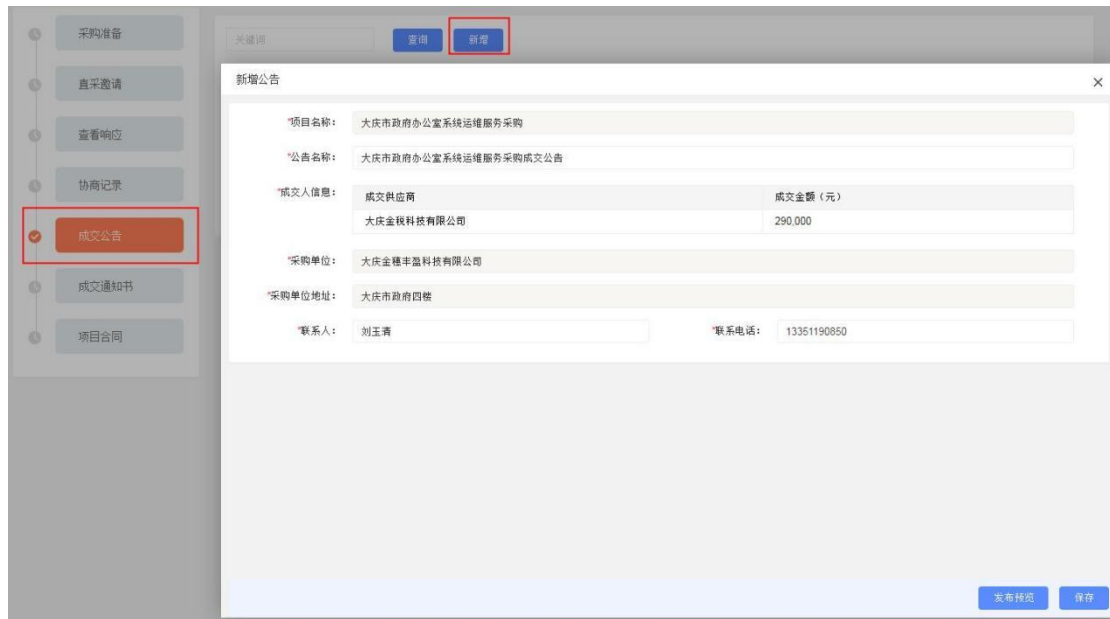 采购准备
直采邀请
查看响应
协商记录
成交公告
成交通知书
项目合同
关键词 查询 新增
新增公告 ×
*项目名称： 大庆市政府办公室系统运维服务采购
*公告名称： 大庆市政府办公室系统运维服务采购成交公告
*成交人信息： 成交供应商 成交金额（元）
大庆金税科技有限公司 290,000
*采购单位： 大庆金穗丰盈科技有限公司
*采购单位地址： 大庆市政府四楼
*联系人： 刘玉清 *联系电话： 13351190850
发布预览 保存